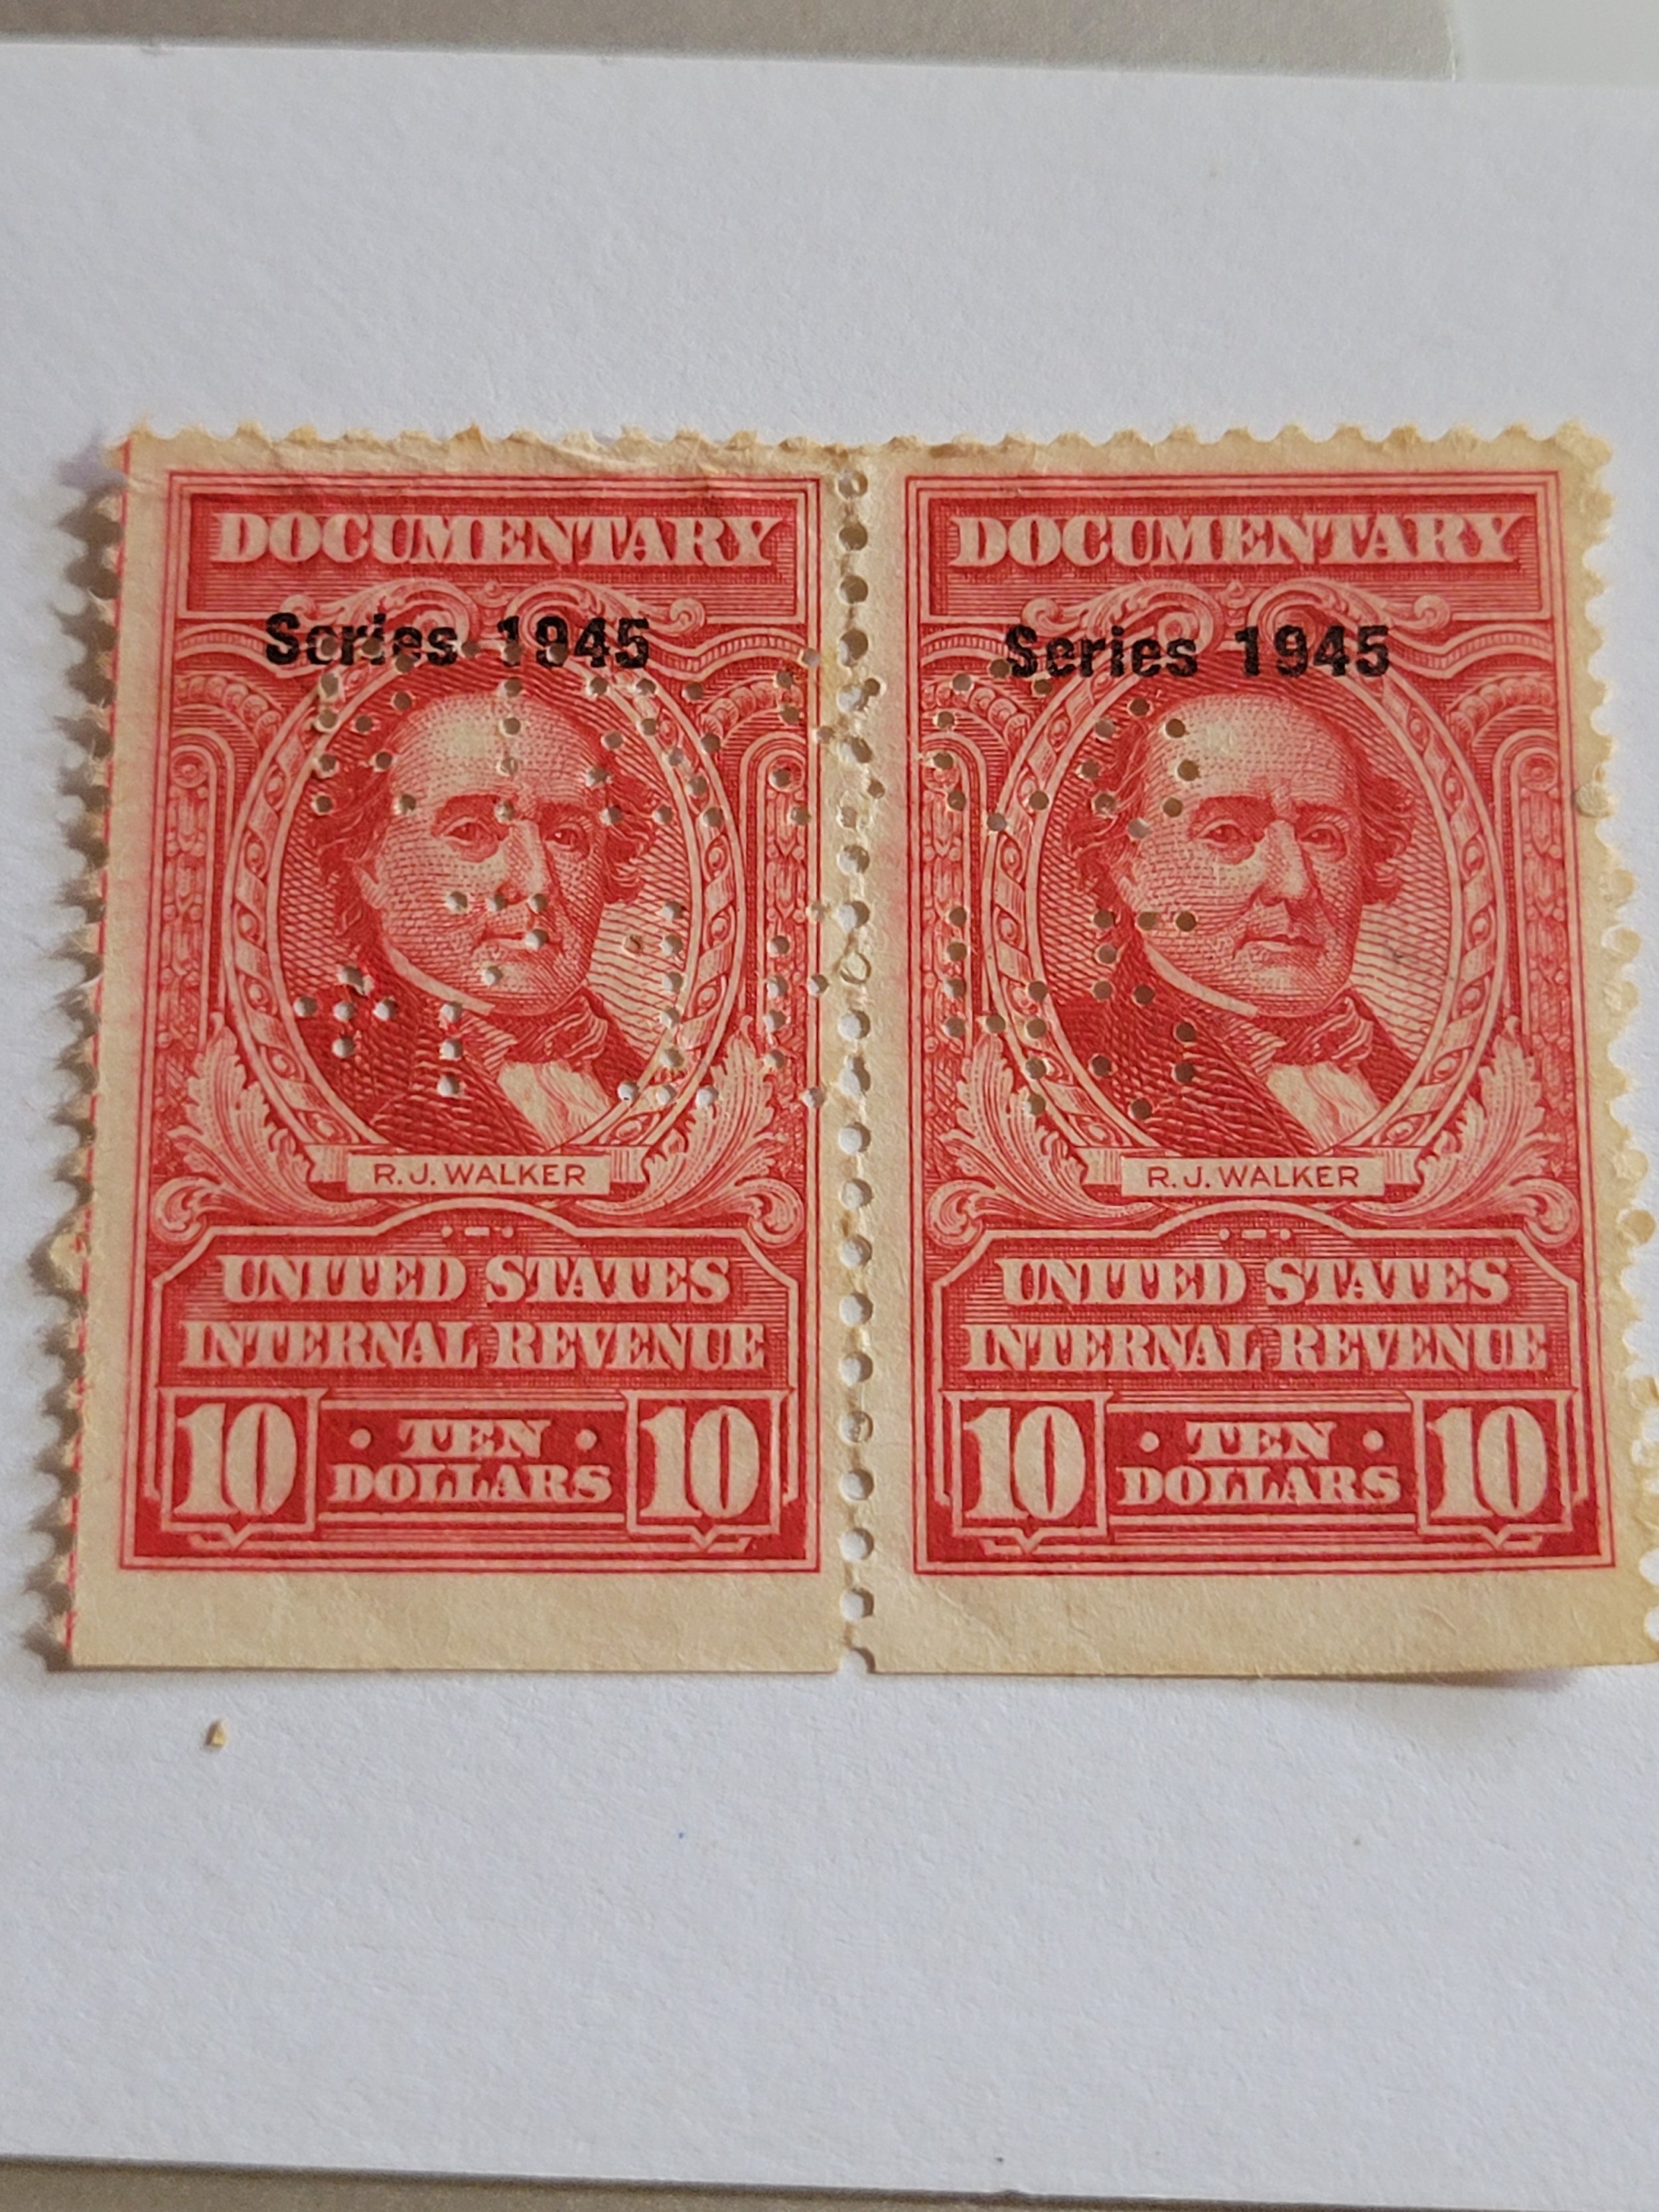 DOCUMENTARY
Series 1945
R.J. WALKER
UNITED STATES
INTERNAL REVENUE
10 · TEN · 10
DOLLARS
DOCUMENTARY
Series 1945
R.J. WALKER
UNITED STATES
INTERNAL REVENUE
10 · TEN · 10
DOLLARS